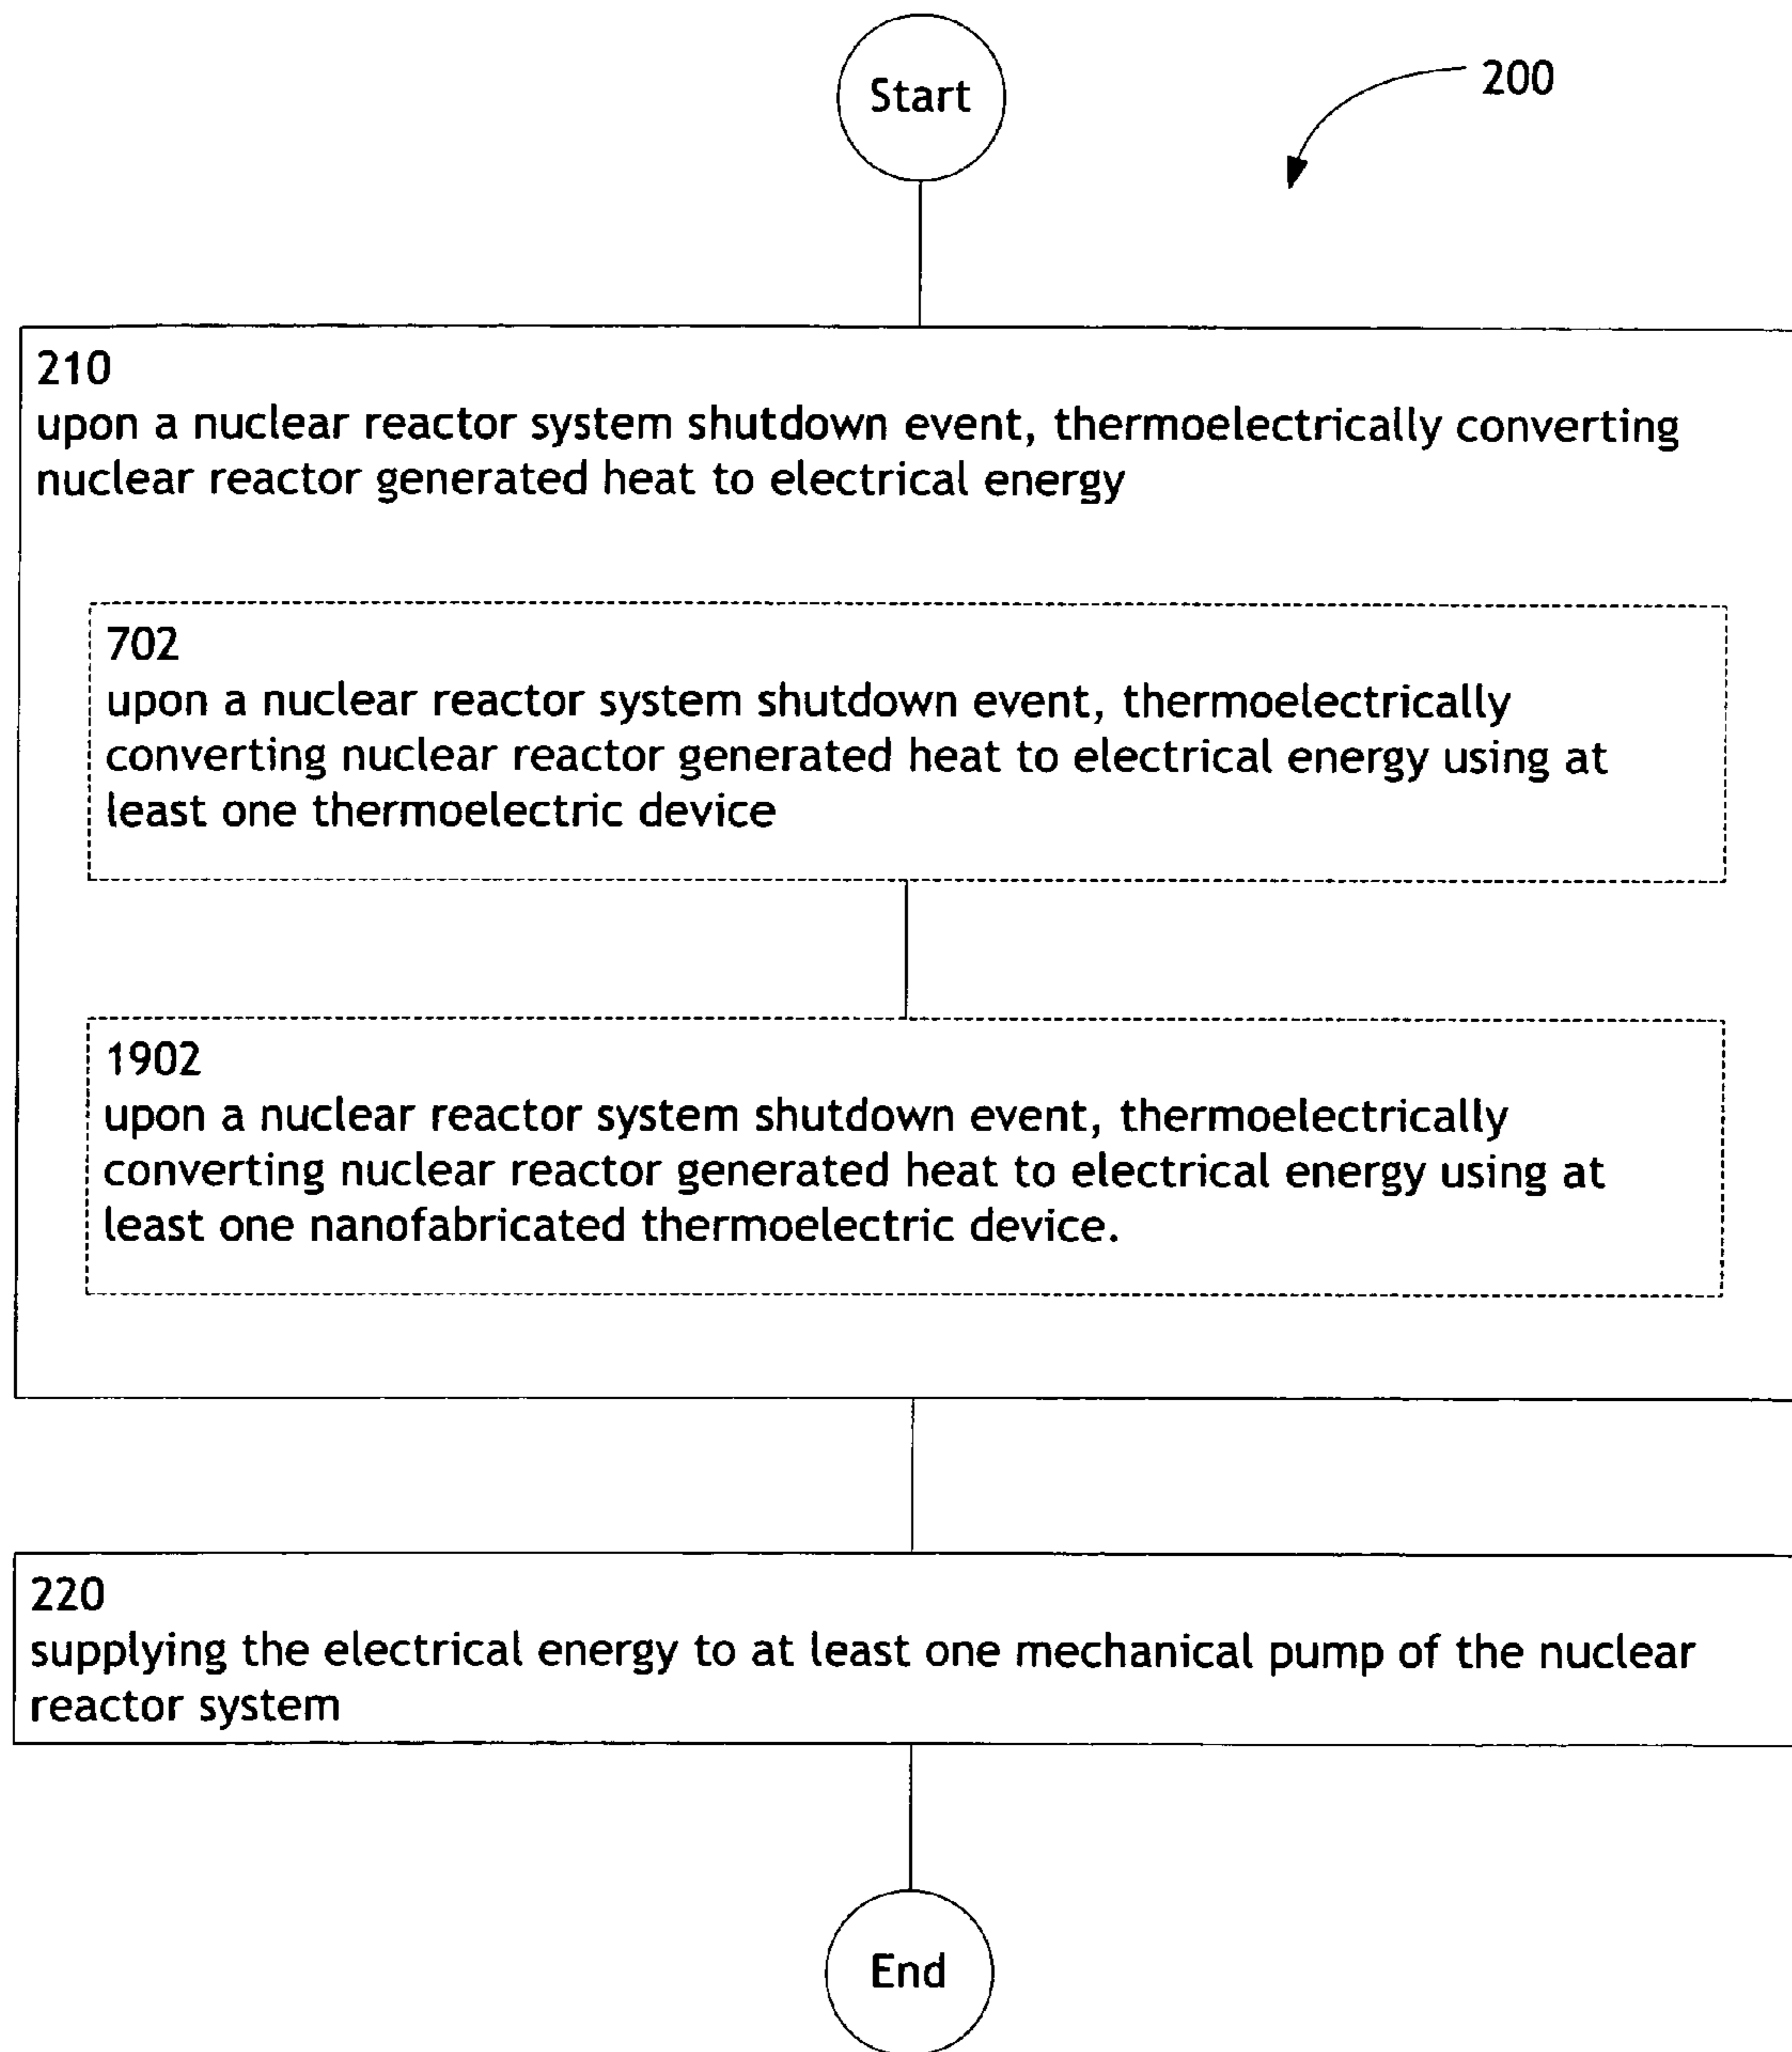 Start
200
210
upon a nuclear reactor system shutdown event, thermoelectrically converting
nuclear reactor generated heat to electrical energy
702
upon a nuclear reactor system shutdown event, thermoelectrically
converting nuclear reactor generated heat to electrical energy using at
least one thermoelectric device
1902
upon a nuclear reactor system shutdown event, thermoelectrically
converting nuclear reactor generated heat to electrical energy using at
least one nanofabricated thermoelectric device.
220
supplying the electrical energy to at least one mechanical pump of the nuclear
reactor system
End